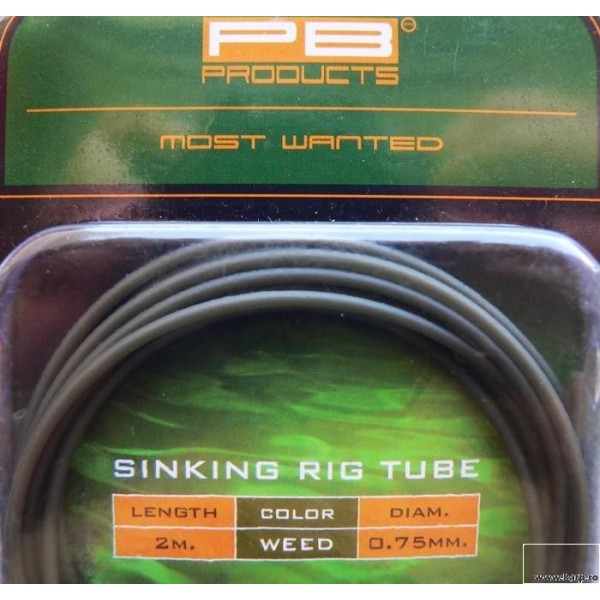 PB
PRODUCTS
MOST WANTED
SINKING RIG TUBE
LENGTH COLOR DIAM.
2M. WEED 0.75MM.